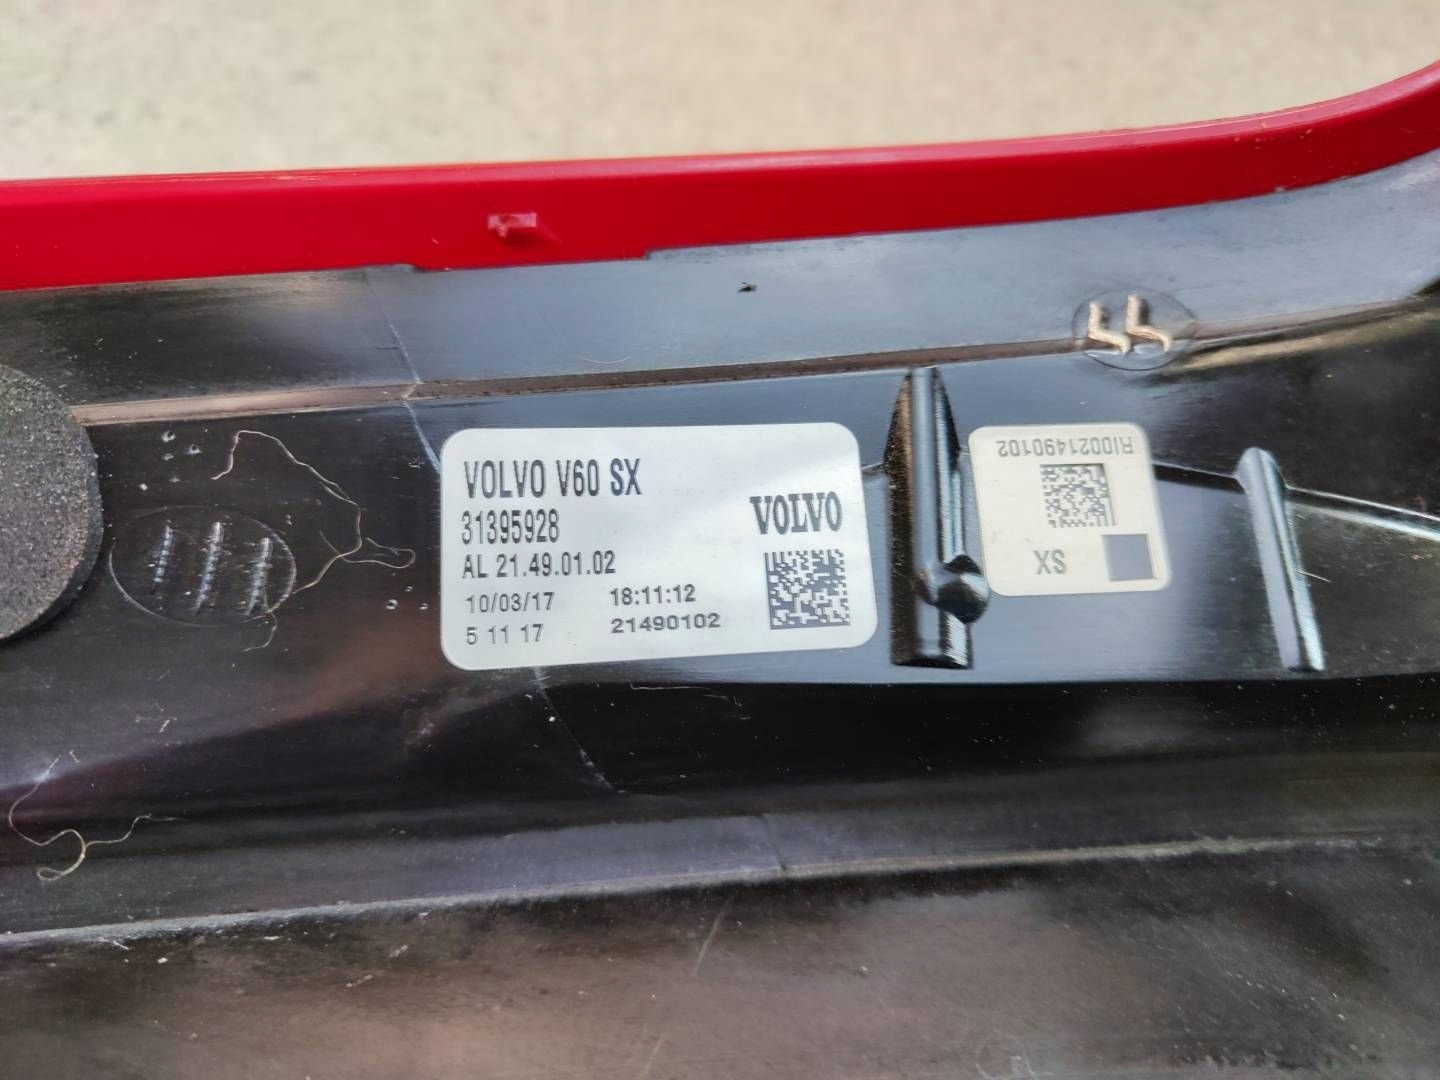 VOLVO V60 SX
31395928
AL 21.49.01.02
10/03/17 18:11:12
5 11 17 21490102
VOLVO
RI0021490102
SX